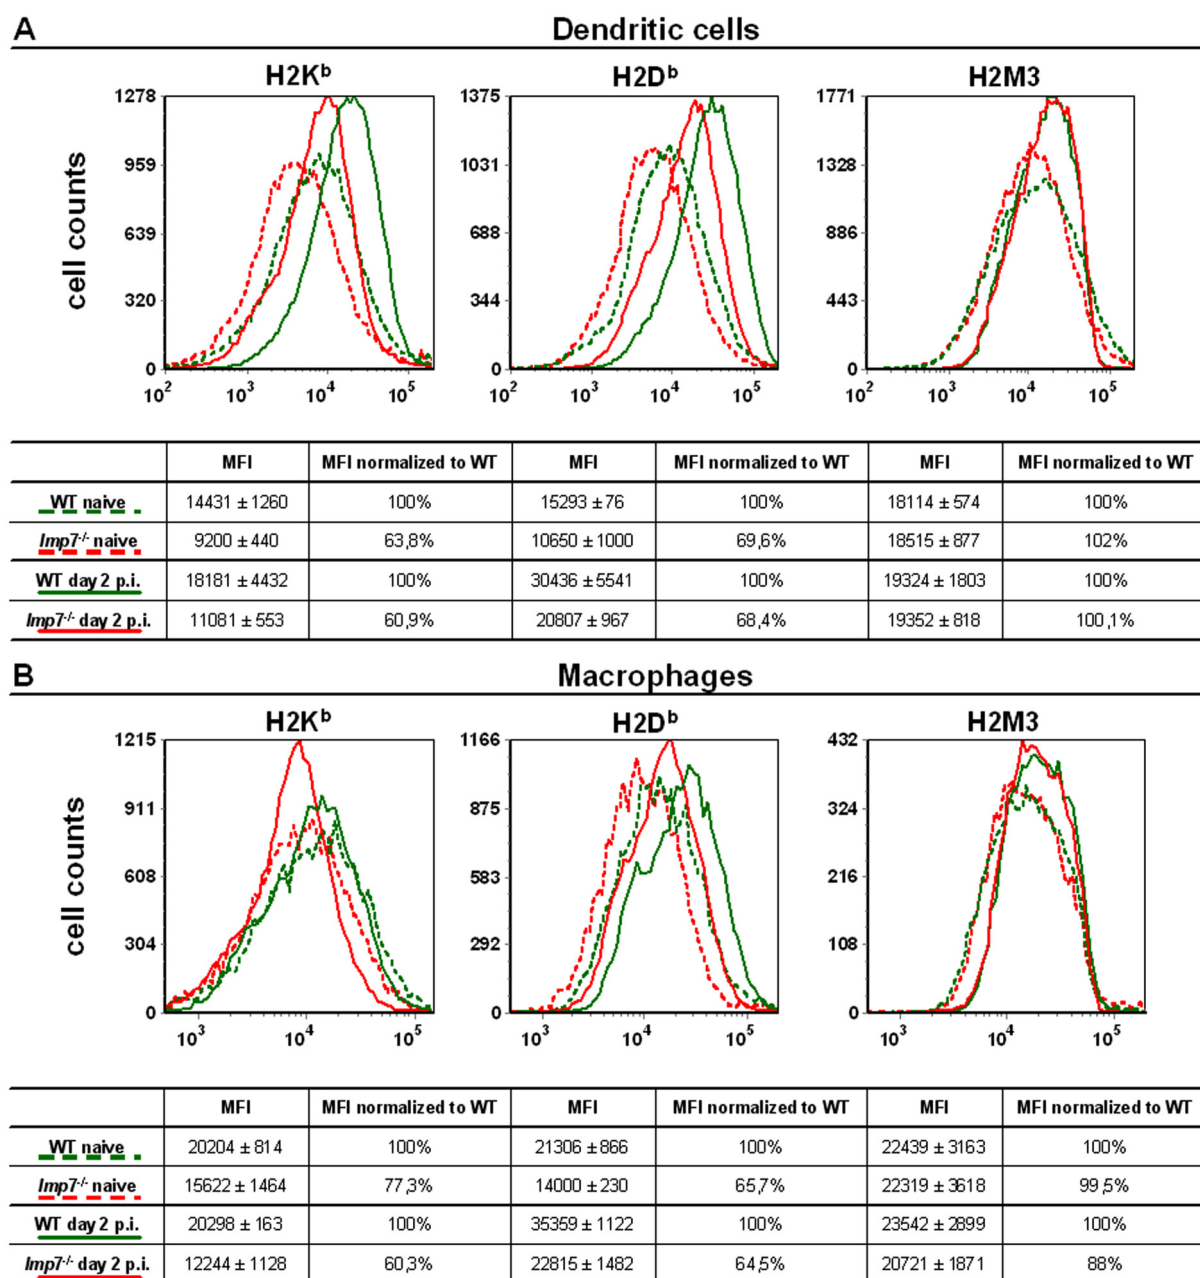 A Dendritic cells
H2Kᵇ H2Dᵇ H2M3
cell counts
1278 1375 1771
959 1031 1328
639 688 886
320 344 443
0 0 0
10² 10³ 10⁴ 10⁵ 10² 10³ 10⁴ 10⁵ 10² 10³ 10⁴ 10⁵
MFI MFI normalized to WT MFI MFI normalized to WT MFI MFI normalized to WT
WT naive 14431 ± 1260 100% 15293 ± 76 100% 18114 ± 574 100%
lmp7⁻/⁻ naive 9200 ± 440 63,8% 10650 ± 1000 69,6% 18515 ± 877 102%
WT day 2 p.i. 18181 ± 4432 100% 30436 ± 5541 100% 19324 ± 1803 100%
lmp7⁻/⁻ day 2 p.i. 11081 ± 553 60,9% 20807 ± 967 68,4% 19352 ± 818 100,1%
B Macrophages
H2Kᵇ H2Dᵇ H2M3
cell counts
1215 1166 432
911 875 324
608 583 216
304 292 108
0 0 0
10³ 10⁴ 10⁵ 10³ 10⁴ 10⁵ 10³ 10⁴ 10⁵
MFI MFI normalized to WT MFI MFI normalized to WT MFI MFI normalized to WT
WT naive 20204 ± 814 100% 21306 ± 866 100% 22439 ± 3163 100%
lmp7⁻/⁻ naive 15622 ± 1464 77,3% 14000 ± 230 65,7% 22319 ± 3618 99,5%
WT day 2 p.i. 20298 ± 163 100% 35359 ± 1122 100% 23542 ± 2899 100%
lmp7⁻/⁻ day 2 p.i. 12244 ± 1128 60,3% 22815 ± 1482 64,5% 20721 ± 1871 88%